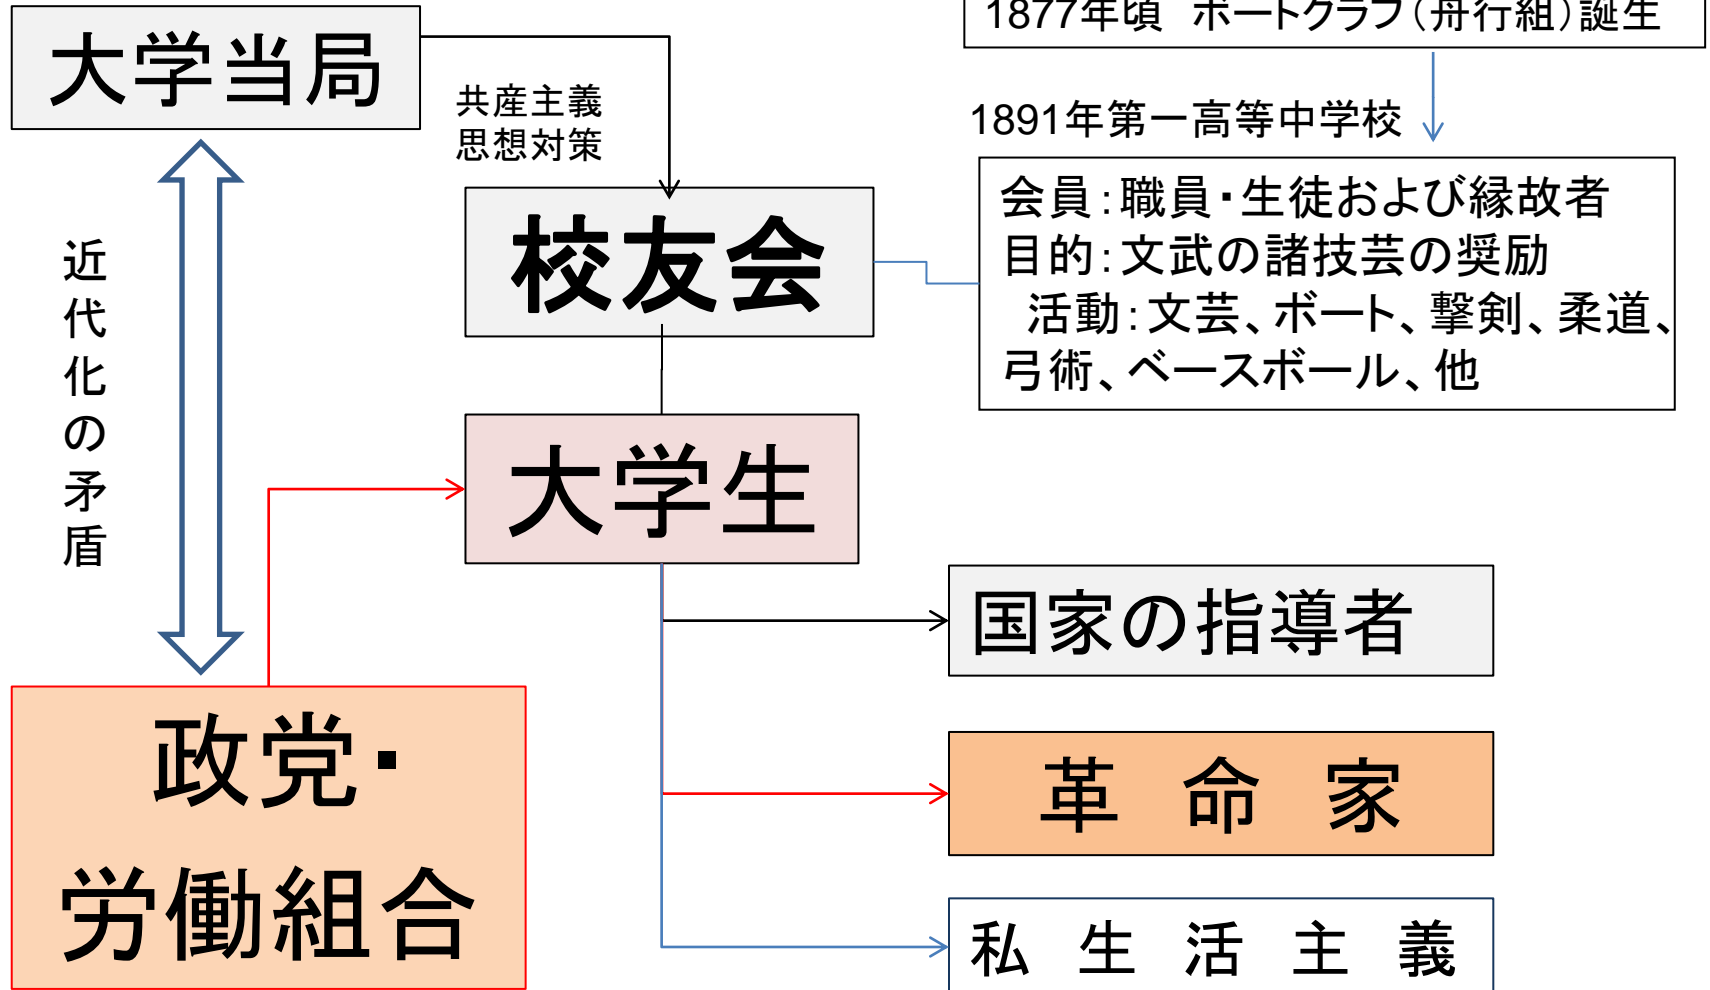 大学当局
共産主義
思想対策
1877年頃 ボートクラブ(舟行組)誕生
1891年第一高等中学校
会員:職員・生徒および縁故者
目的:文武の諸技芸の奨励
活動:文芸、ボート、撃剣、柔道、
弓術、ベースボール、他
校友会
近代化の矛盾
大学生
国家の指導者
政党・
労働組合
革 命 家
私 生 活 主 義